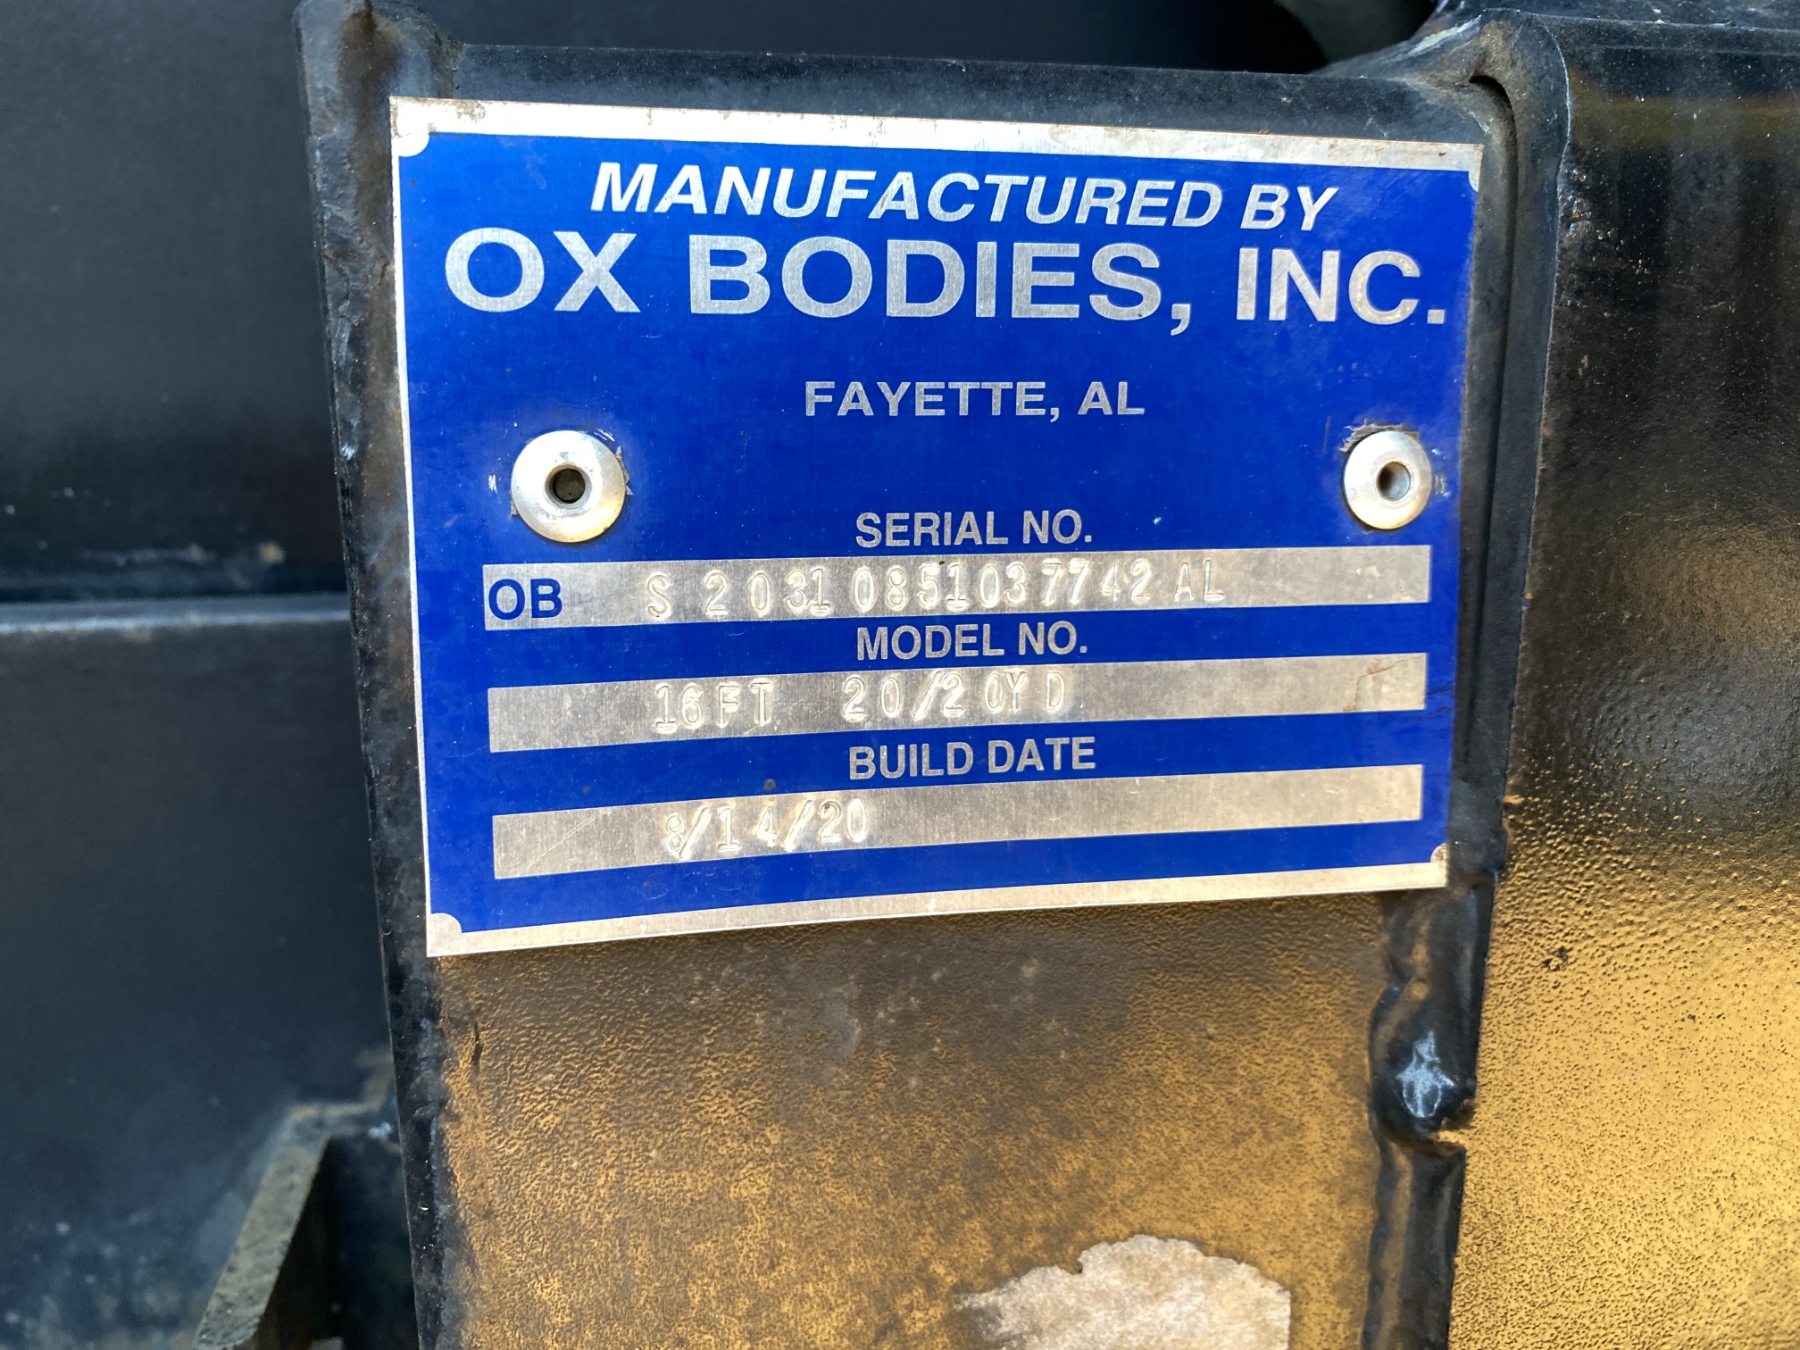 MANUFACTURED BY
OX BODIES, INC.
FAYETTE, AL
SERIAL NO.
OB S 2031 0851037742 AL
MODEL NO.
16FT 20/20YD
BUILD DATE
8/14/20